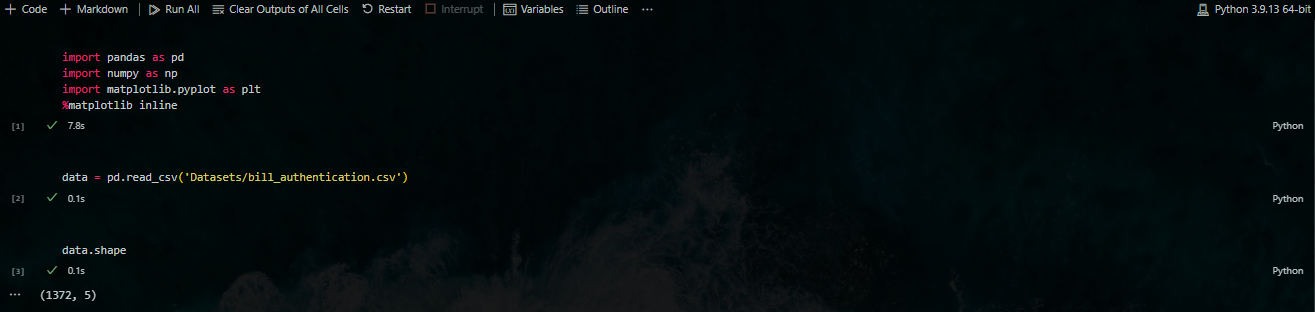 + Code + Markdown Run All Clear Outputs of All Cells Restart Interrupt Variables Outline ... Python 3.9.13 64-bit
import pandas as pd
import numpy as np
import matplotlib.pyplot as plt
%matplotlib inline
[1] ✓ 7.8s Python
data = pd.read_csv('Datasets/bill_authentication.csv')
[2] ✓ 0.1s Python
data.shape
[3] ✓ 0.1s Python
... (1372, 5)